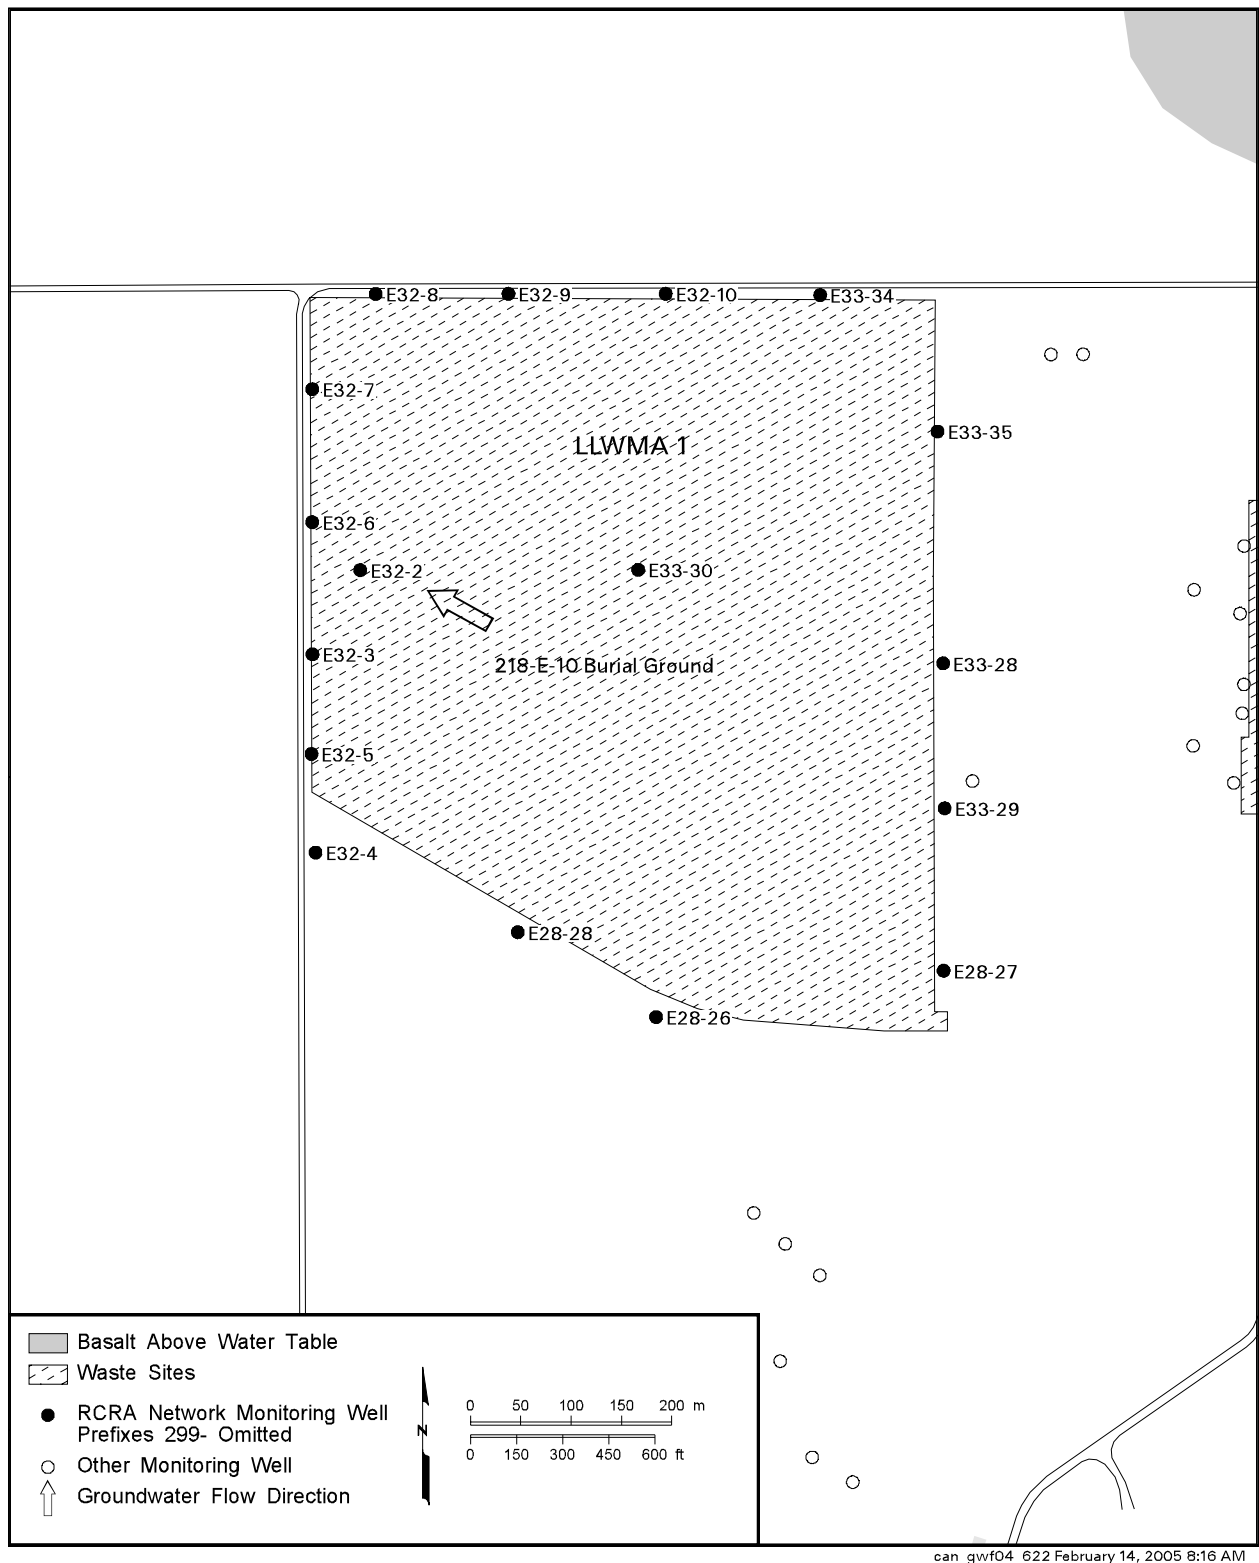 E32-8
E32-9
E32-10
E33-34
E32-7
E33-35
LLWMA 1
E32-6
E32-2
E33-30
E32-3
218-E-10 Burial Ground
E33-28
E32-5
E33-29
E32-4
E28-28
E28-27
E28-26
Basalt Above Water Table
Waste Sites
RCRA Network Monitoring Well
Prefixes 299- Omitted
Other Monitoring Well
Groundwater Flow Direction
N
0 50 100 150 200 m
0 150 300 450 600 ft
can_gwf04_622 February 14, 2005 8:16 AM